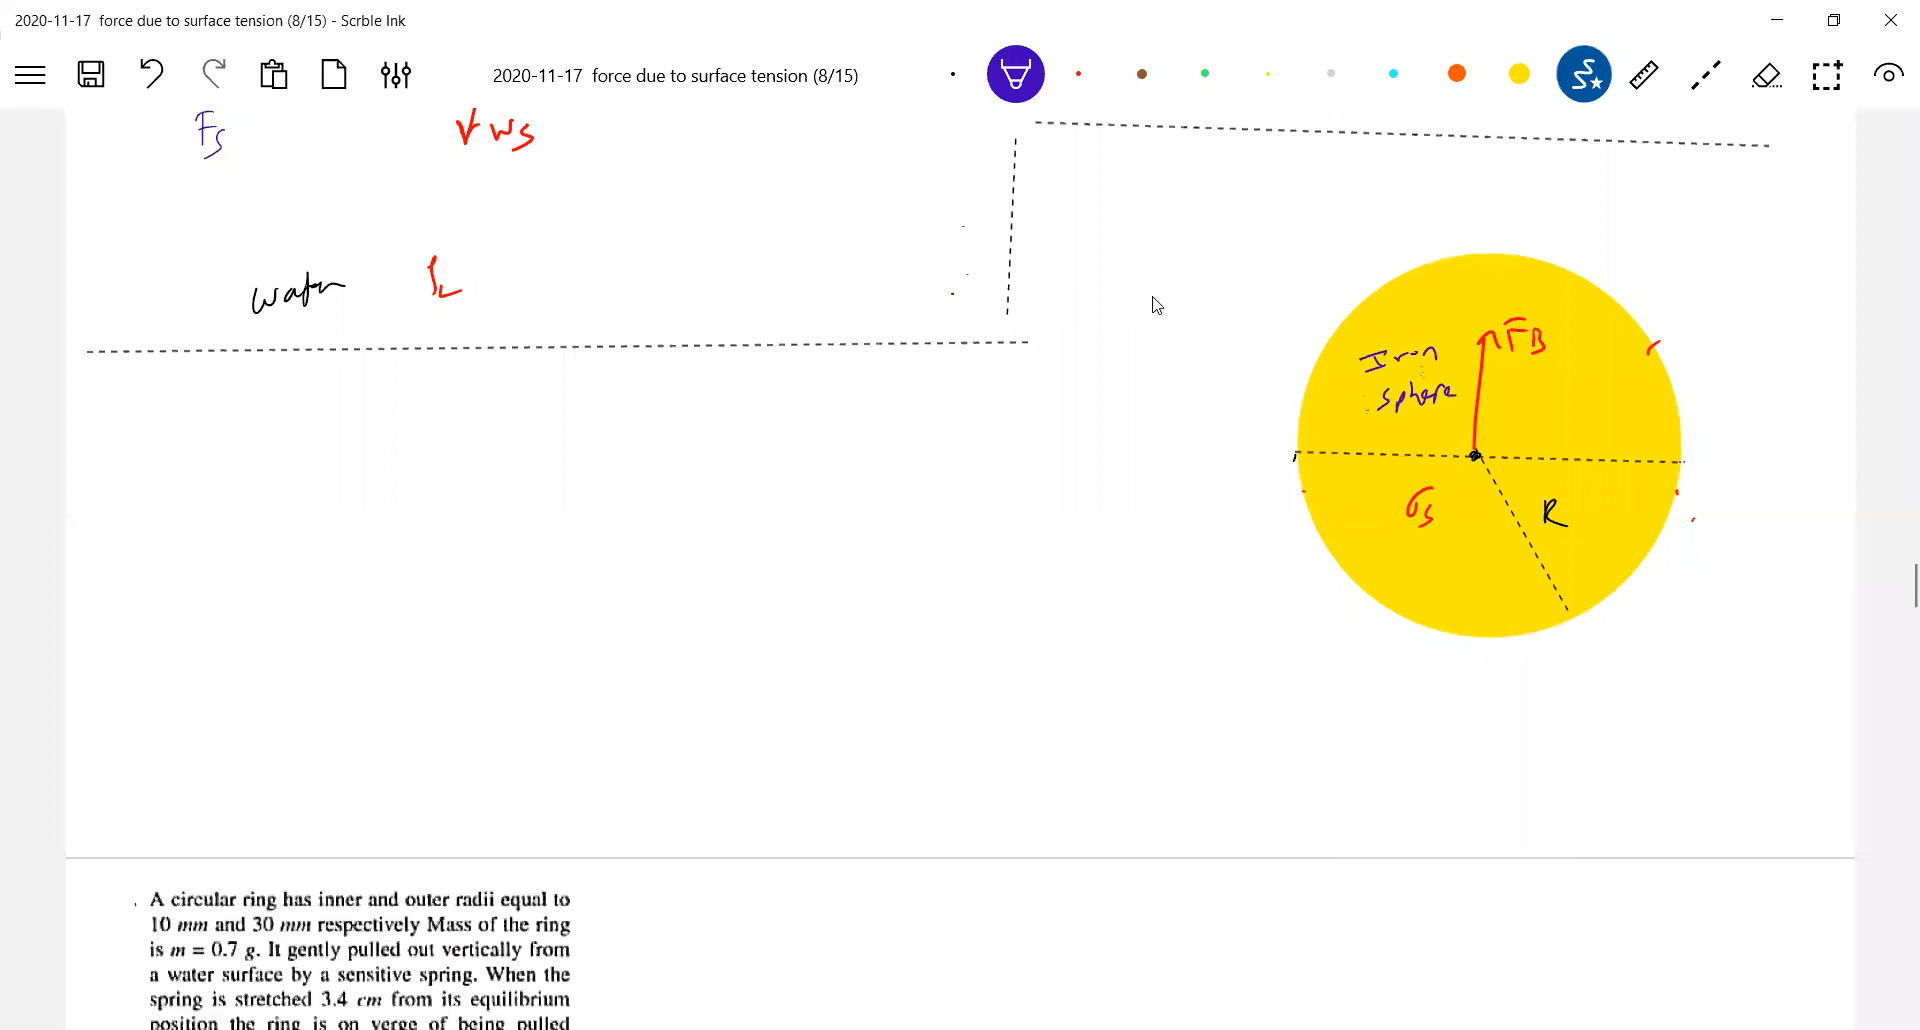 2020-11-17 force due to surface tension (8/15) - Scrble Ink
2020-11-17 force due to surface tension (8/15)
Fs
ws
water
Iron
sphere
FB
σs
R
A circular ring has inner and outer radii equal to
10 mm and 30 mm respectively Mass of the ring
is m = 0.7 g. It gently pulled out vertically from
a water surface by a sensitive spring. When the
spring is stretched 3.4 cm from its equilibrium
position the ring is on verge of being pulled